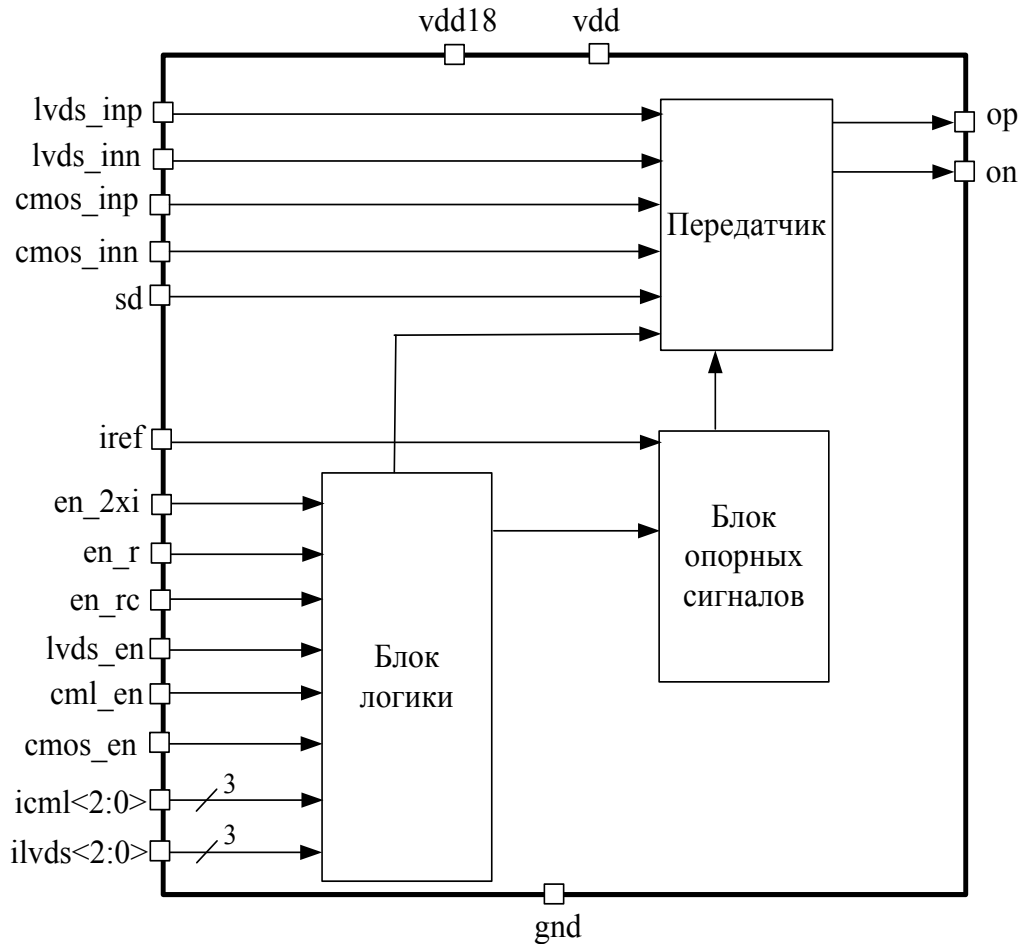 vdd18
vdd
lvds_inp
lvds_inn
cmos_inp
cmos_inn
sd
op
on
Передатчик
iref
en_2xi
en_r
en_rc
lvds_en
cml_en
cmos_en
icml<2:0>
3
ilvds<2:0>
3
Блок
логики
Блок
опорных
сигналов
gnd